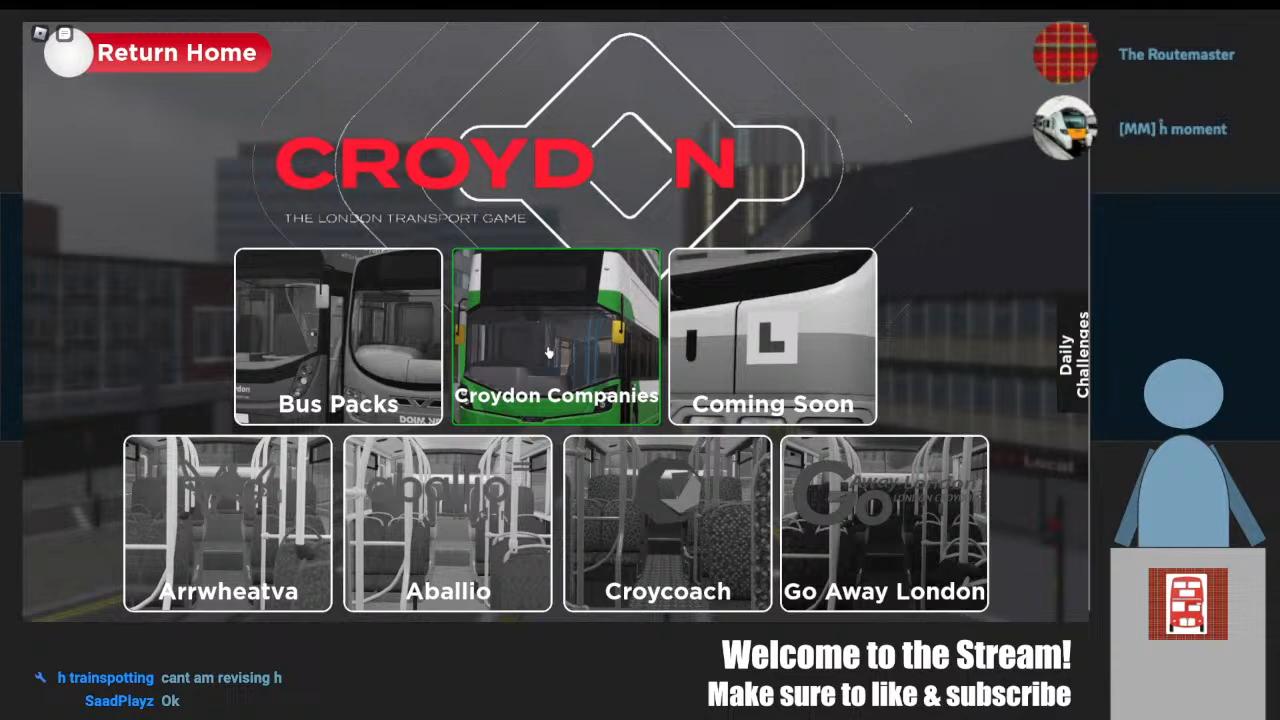 Return Home
The Routemaster
[MM] h moment
CROYDON
THE LONDON TRANSPORT GAME
Bus Packs
Croydon Companies
L
Coming Soon
Daily
Challenges
Arrwheatva
Aballio
Croycoach
Go Away London
Welcome to the Stream!
Make sure to like & subscribe
h trainspotting cant am revising h
SaadPlayz Ok